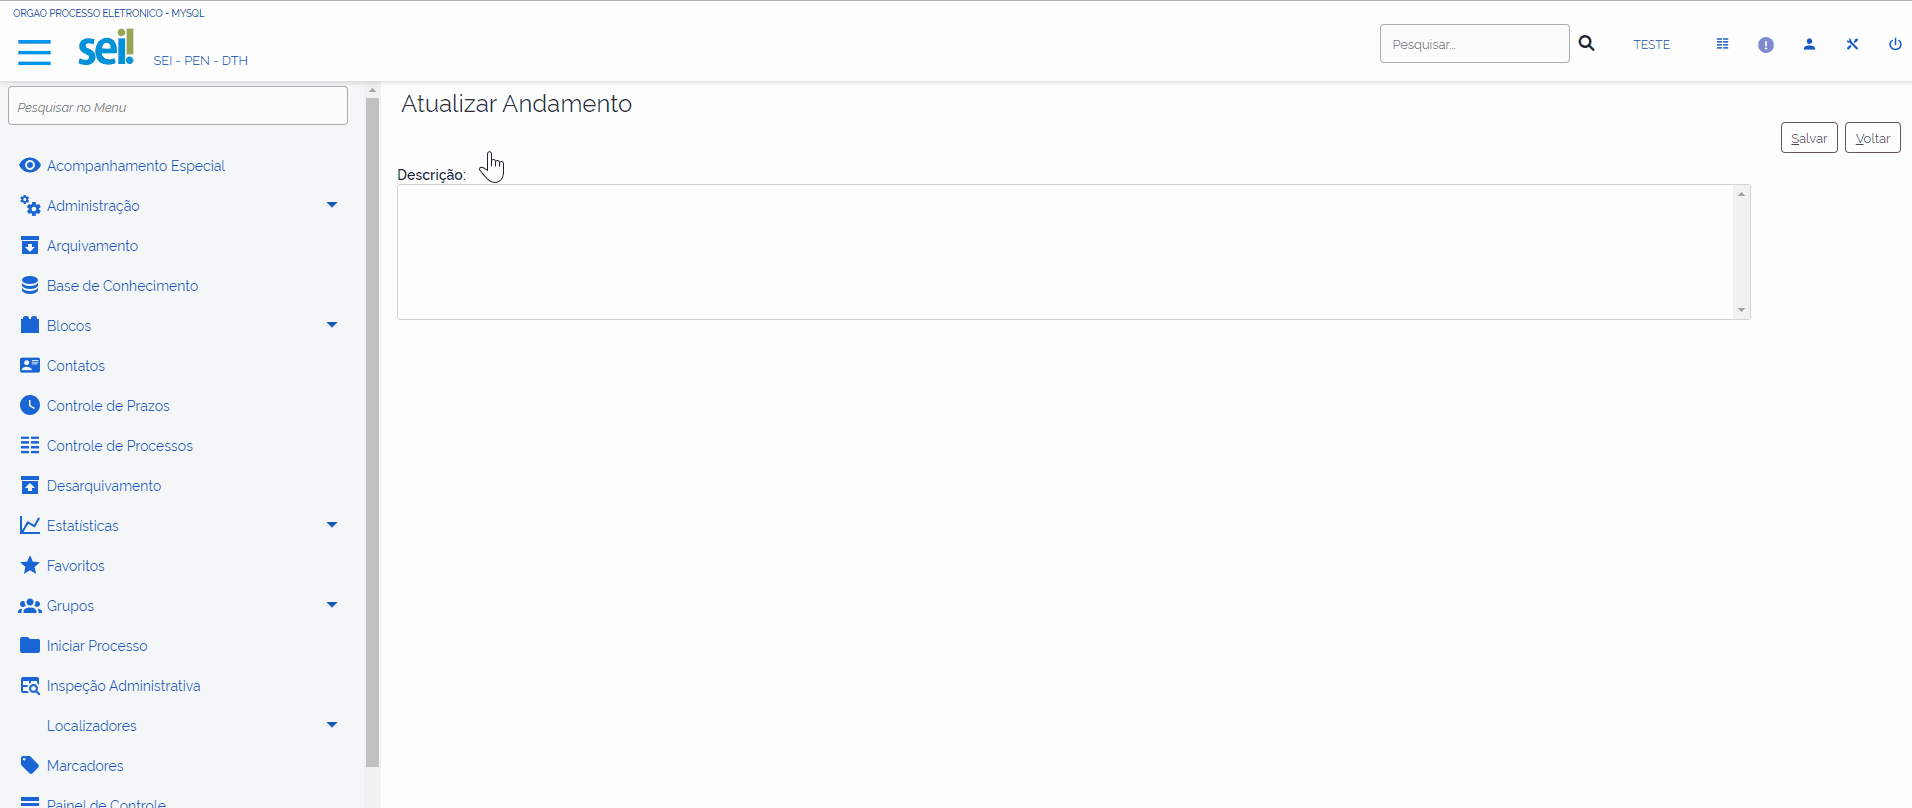 ORGAO PROCESSO ELETRONICO - MYSQL
sei!
SEI - PEN - DTH
Pesquisar...
TESTE
Pesquisar no Menu
Acompanhamento Especial
Administração
Arquivamento
Base de Conhecimento
Blocos
Contatos
Controle de Prazos
Controle de Processos
Desarquivamento
Estatísticas
Favoritos
Grupos
Iniciar Processo
Inspeção Administrativa
Localizadores
Marcadores
Painel de Controle
Atualizar Andamento
Salvar
Voltar
Descrição: